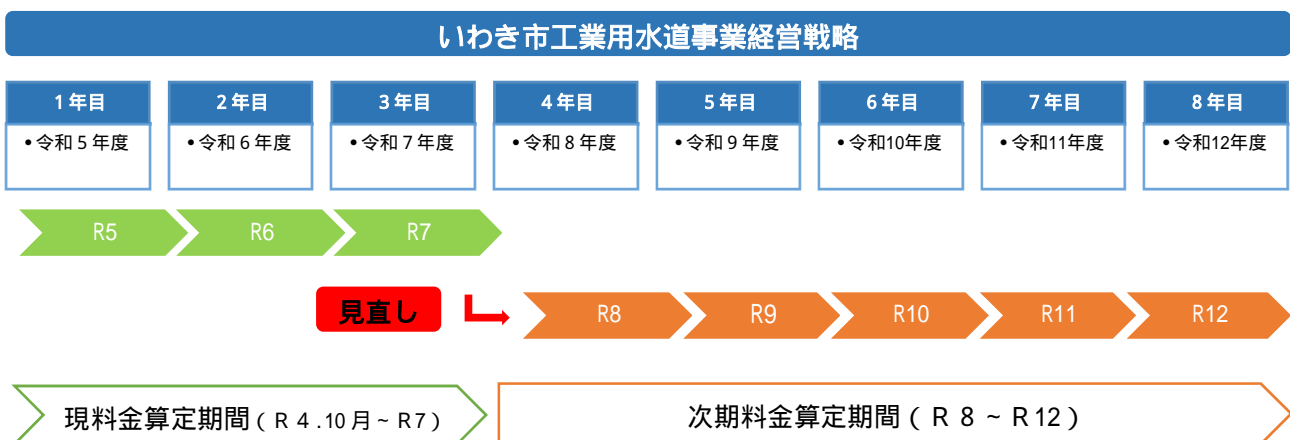 いわき市工業用水道事業経営戦略
1年目 2年目 3年目 4年目 5年目 6年目 7年目 8年目
•令和5年度 •令和6年度 •令和7年度 •令和8年度 •令和9年度 •令和10年度 •令和11年度 •令和12年度
R5 R6 R7
見直し R8 R9 R10 R11 R12
現料金算定期間(R4.10月~R7) 次期料金算定期間(R8~R12)